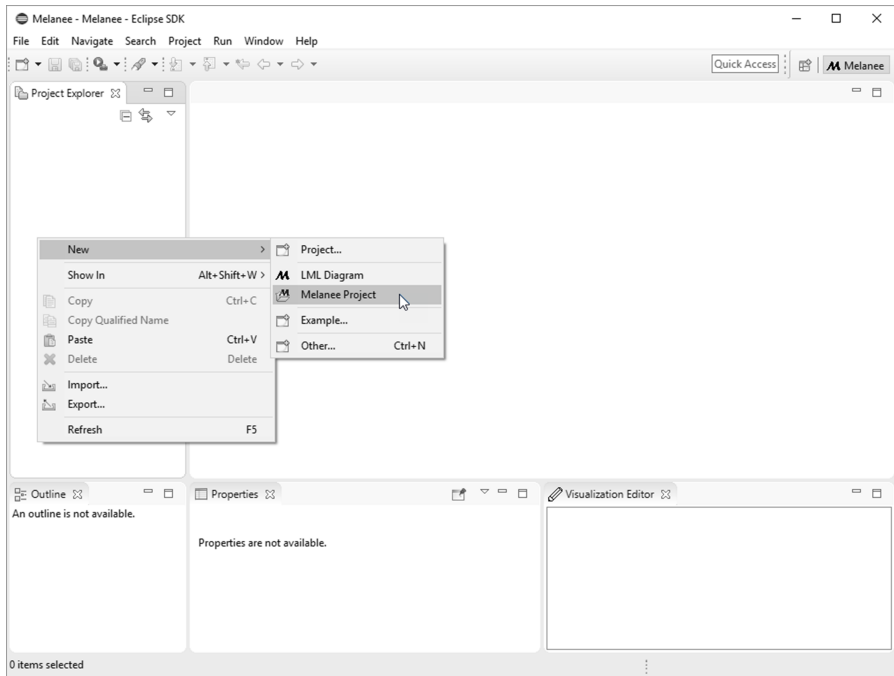 Melanee - Melanee - Eclipse SDK
File Edit Navigate Search Project Run Window Help
Quick Access
Melanee
Project Explorer
New
Show In Alt+Shift+W >
Copy Ctrl+C
Copy Qualified Name
Paste Ctrl+V
Delete Delete
Import...
Export...
Refresh F5
Project...
LML Diagram
Melanee Project
Example...
Other... Ctrl+N
Outline
An outline is not available.
Properties
Properties are not available.
Visualization Editor
0 items selected